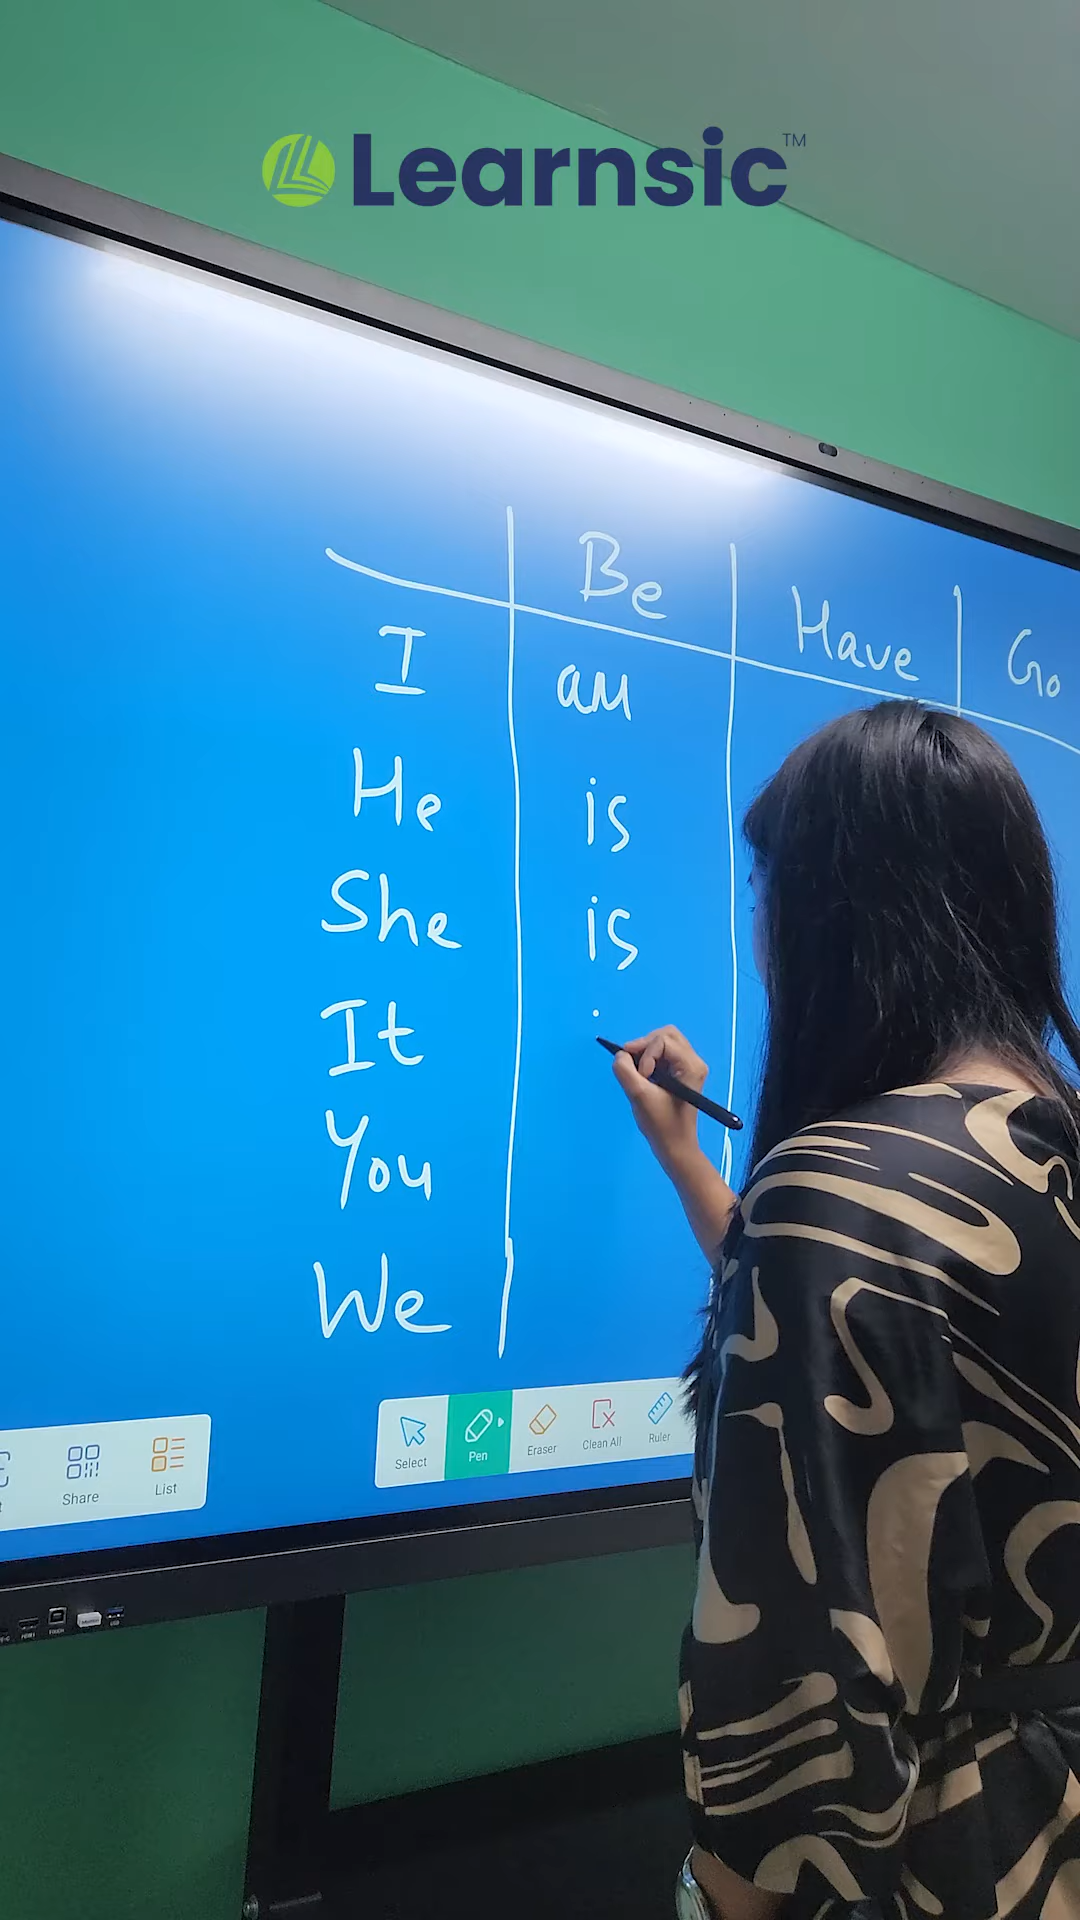 Learnsic™
Be Have Go
I am
He is
She is
It
You
We
Share List
Select Pen Eraser Clean All Ruler